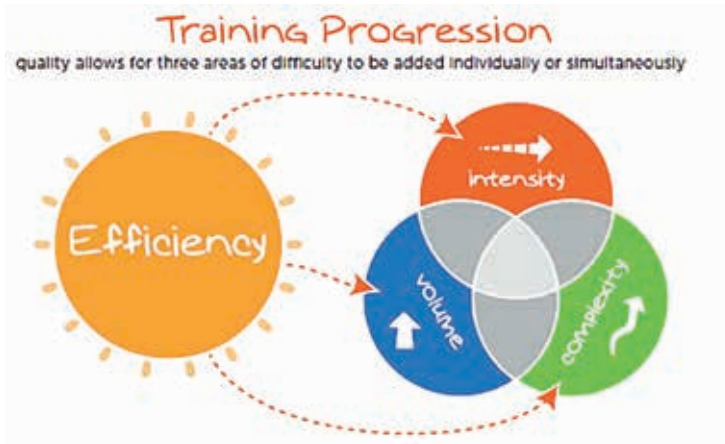 Training Progression
quality allows for three areas of difficulty to be added individually or simultaneously
Efficiency
intensity
volume
complexity